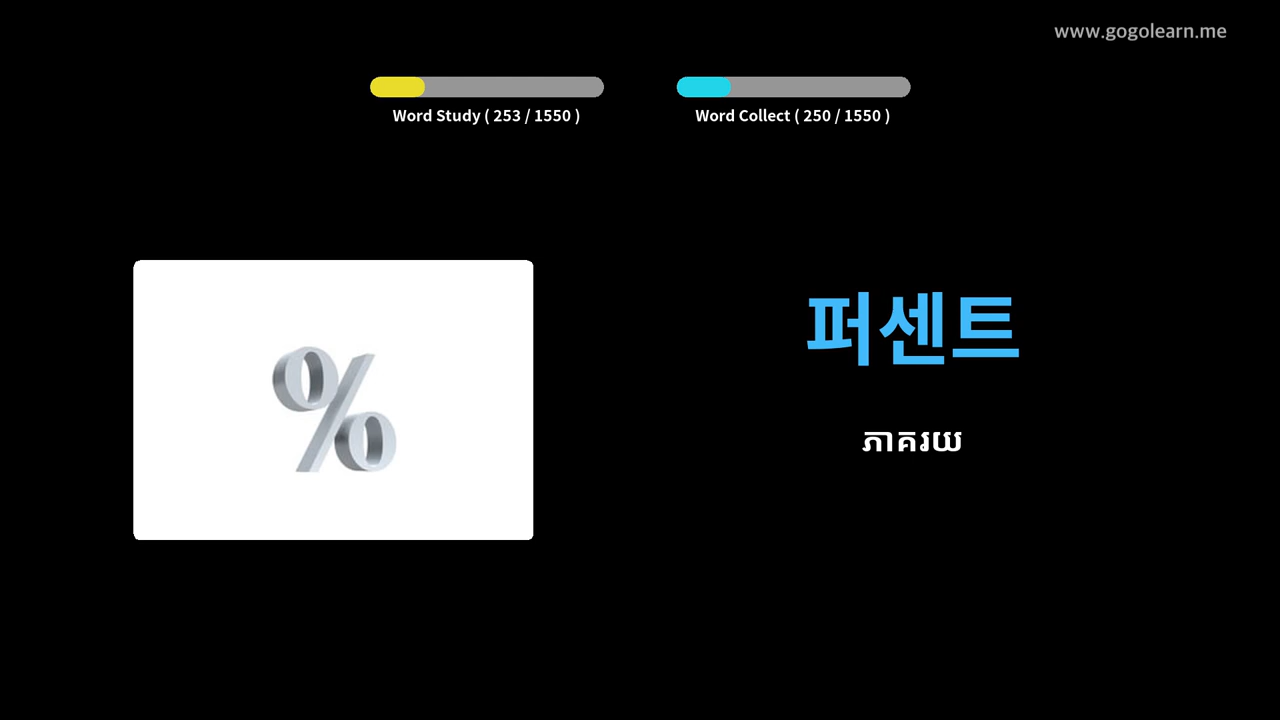 www.gogolearn.me
Word Study ( 253 / 1550 )
Word Collect ( 250 / 1550 )
%
퍼센트
ភាគរយ